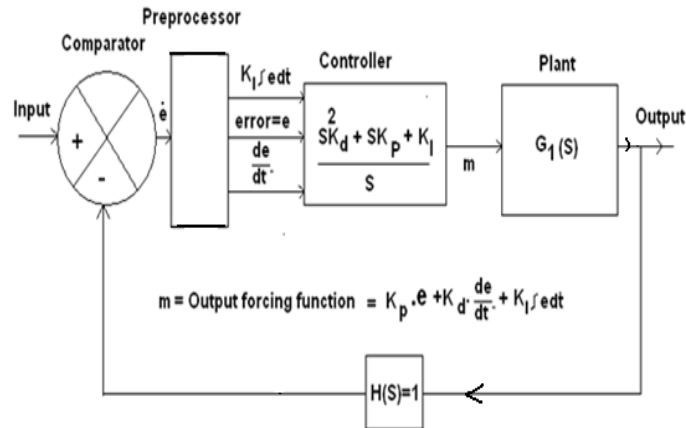 Preprocessor
Comparator
Controller
Plant
Input
Output
+
-
ė
K_I∫edt
error=e
de
dt
2
SK_d + SK_P + K_I
S
m
G_1(S)
m = Output forcing function = K_p.e+K_d.de/dt+K_I∫edt
H(S)=1